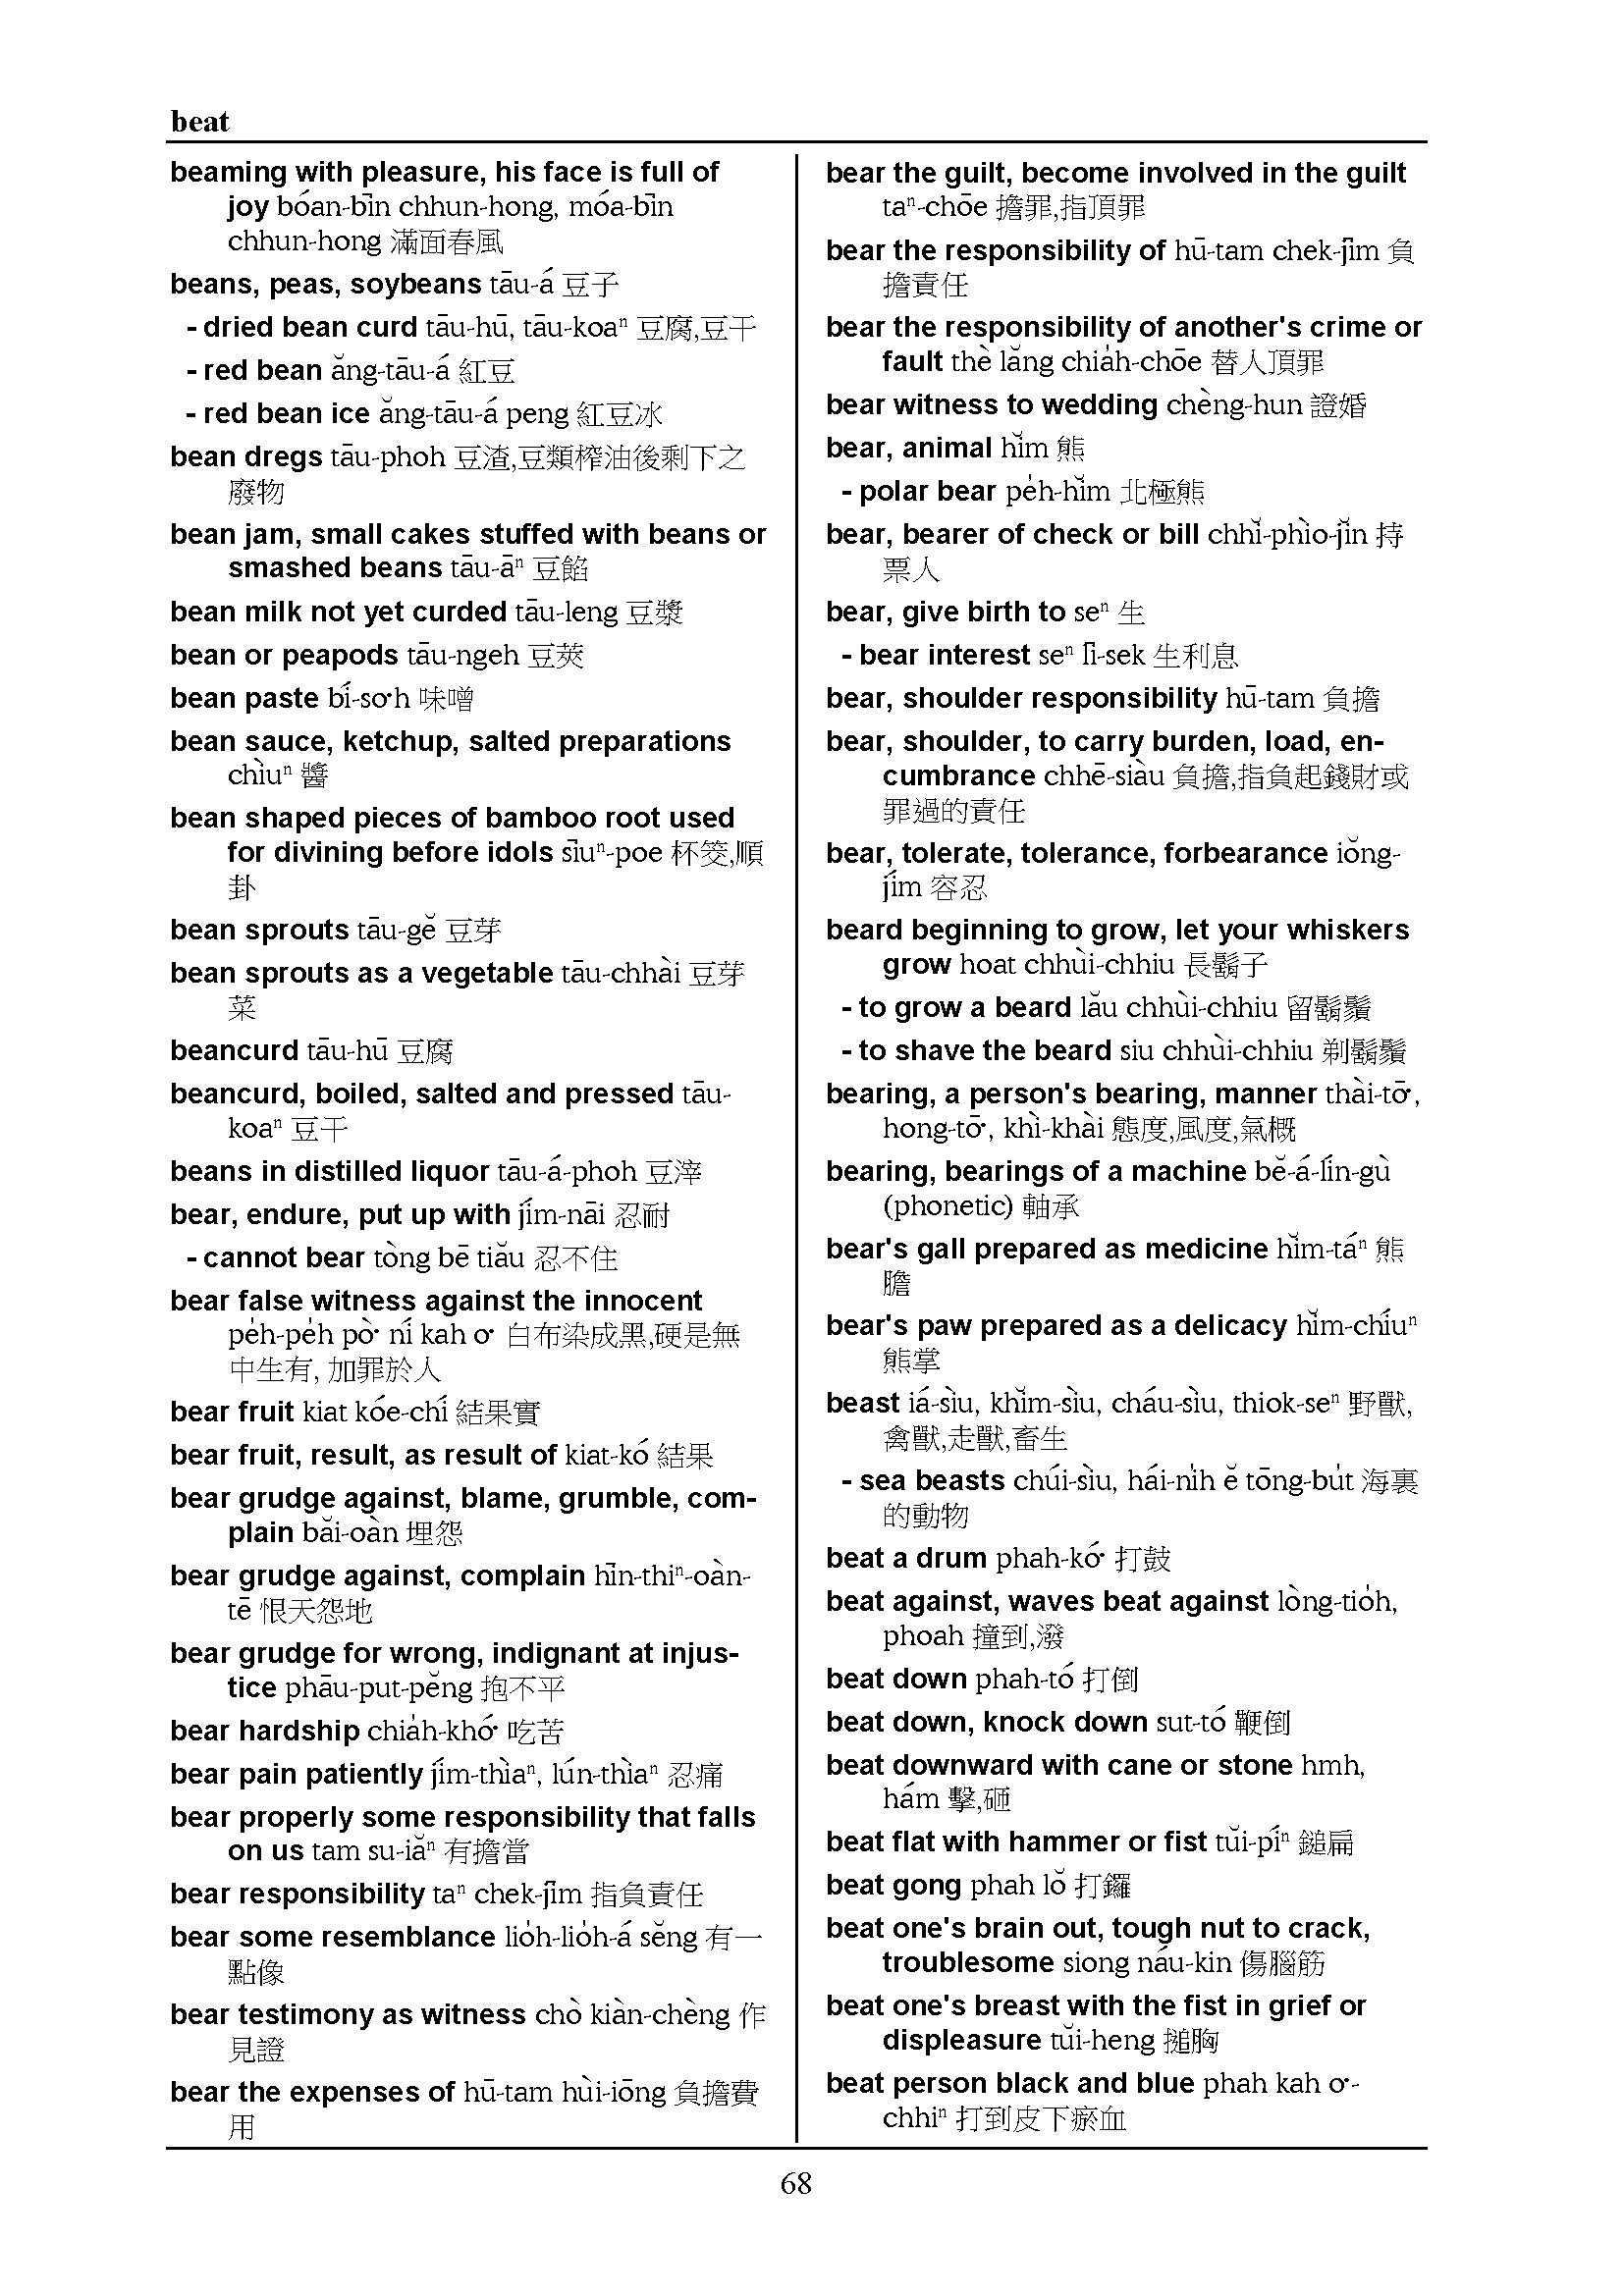 beat
beaming with pleasure, his face is full of
joy bóan-bīn chhun-hong, móa-bīn
chhun-hong 滿面春風
beans, peas, soybeans tāu-á 豆子
- dried bean curd tāu-hū, tāu-koaⁿ 豆腐,豆干
- red bean ăng-tāu-á 紅豆
- red bean ice ăng-tāu-á peng 紅豆冰
bean dregs tāu-phoh 豆渣,豆類榨油後剩下之
廢物
bean jam, small cakes stuffed with beans or
smashed beans tāu-āⁿ 豆餡
bean milk not yet curded tāu-leng 豆漿
bean or peapods tāu-ngeh 豆莢
bean paste bí-so͘h 味噌
bean sauce, ketchup, salted preparations
chìuⁿ 醬
bean shaped pieces of bamboo root used
for divining before idols sīuⁿ-poe 杯筊,順
卦
bean sprouts tāu-gĕ 豆芽
bean sprouts as a vegetable tāu-chhài 豆芽
菜
beancurd tāu-hū 豆腐
beancurd, boiled, salted and pressed tāu-
koaⁿ 豆干
beans in distilled liquor tāu-á-phoh 豆滓
bear, endure, put up with jím-nāi 忍耐
- cannot bear tòng bē tiău 忍不住
bear false witness against the innocent
pe̍h-pe̍h pò͘ ní kah o͘ 白布染成黑,硬是無
中生有, 加罪於人
bear fruit kiat kóe-chí 結果實
bear fruit, result, as result of kiat-kó 結果
bear grudge against, blame, grumble, com-
plain băi-oàn 埋怨
bear grudge against, complain hīn-thiⁿ-oàn-
tē 恨天怨地
bear grudge for wrong, indignant at injus-
tice phāu-put-pĕng 抱不平
bear hardship chia̍h-khó͘ 吃苦
bear pain patiently jím-thìaⁿ, lún-thìaⁿ 忍痛
bear properly some responsibility that falls
on us tam su-iăⁿ 有擔當
bear responsibility taⁿ chek-jīm 指負責任
bear some resemblance lio̍h-lio̍h-á sĕng 有一
點像
bear testimony as witness chò kiàn-chèng 作
見證
bear the expenses of hū-tam hùi-iōng 負擔費
用
bear the guilt, become involved in the guilt
taⁿ-chōe 擔罪,指頂罪
bear the responsibility of hū-tam chek-jīm 負
擔責任
bear the responsibility of another's crime or
fault thè lăng chia̍h-chōe 替人頂罪
bear witness to wedding chèng-hun 證婚
bear, animal hĭm 熊
- polar bear pe̍h-hĭm 北極熊
bear, bearer of check or bill chhĭ-phìo-jĭn 持
票人
bear, give birth to seⁿ 生
- bear interest seⁿ lī-sek 生利息
bear, shoulder responsibility hū-tam 負擔
bear, shoulder, to carry burden, load, en-
cumbrance chhē-siàu 負擔,指負起錢財或
罪過的責任
bear, tolerate, tolerance, forbearance iŏng-
jím 容忍
beard beginning to grow, let your whiskers
grow hoat chhùi-chhiu 長鬍子
- to grow a beard lău chhùi-chhiu 留鬍鬚
- to shave the beard siu chhùi-chhiu 剃鬍鬚
bearing, a person's bearing, manner thài-tō͘,
hong-tō͘, khì-khài 態度,風度,氣概
bearing, bearings of a machine bĕ-á-lín-gù
(phonetic) 軸承
bear's gall prepared as medicine hĭm-táⁿ 熊
膽
bear's paw prepared as a delicacy hĭm-chíuⁿ
熊掌
beast iá-sìu, khĭm-sìu, cháu-sìu, thiok-seⁿ 野獸,
禽獸,走獸,畜生
- sea beasts chúi-sìu, hái-ni̍h ĕ tōng-bu̍t 海裏
的動物
beat a drum phah-kó͘ 打鼓
beat against, waves beat against lòng-tio̍h,
phoah 撞到,潑
beat down phah-tó 打倒
beat down, knock down sut-tó 鞭倒
beat downward with cane or stone hmh,
hám 擊,砸
beat flat with hammer or fist tŭi-píⁿ 鎚扁
beat gong phah lŏ 打鑼
beat one's brain out, tough nut to crack,
troublesome siong náu-kin 傷腦筋
beat one's breast with the fist in grief or
displeasure tŭi-heng 搥胸
beat person black and blue phah kah o͘-
chhiⁿ 打到皮下瘀血
68